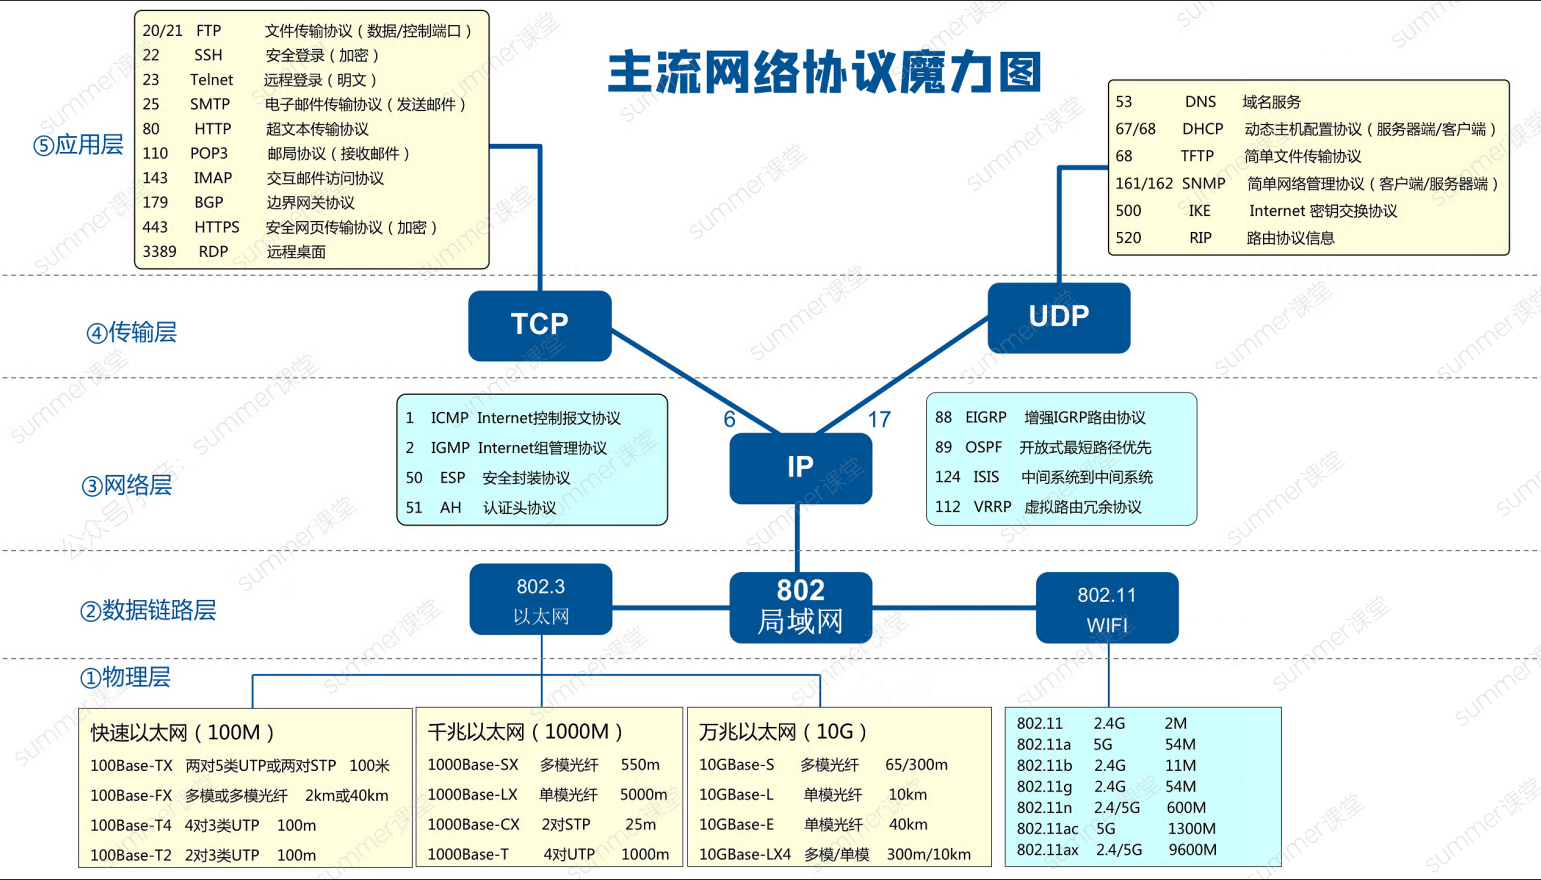 主流网络协议魔力图
⑤应用层
20/21 FTP 文件传输协议（数据/控制端口）
22 SSH 安全登录（加密）
23 Telnet 远程登录（明文）
25 SMTP 电子邮件传输协议（发送邮件）
80 HTTP 超文本传输协议
110 POP3 邮局协议（接收邮件）
143 IMAP 交互邮件访问协议
179 BGP 边界网关协议
443 HTTPS 安全网页传输协议（加密）
3389 RDP 远程桌面
53 DNS 域名服务
67/68 DHCP 动态主机配置协议（服务器端/客户端）
68 TFTP 简单文件传输协议
161/162 SNMP 简单网络管理协议（客户端/服务器端）
500 IKE Internet 密钥交换协议
520 RIP 路由协议信息
④传输层
TCP
UDP
③网络层
1 ICMP Internet控制报文协议
2 IGMP Internet组管理协议
50 ESP 安全封装协议
51 AH 认证头协议
6
17
IP
88 EIGRP 增强IGRP路由协议
89 OSPF 开放式最短路径优先
124 ISIS 中间系统到中间系统
112 VRRP 虚拟路由冗余协议
②数据链路层
802.3
以太网
802
局域网
802.11
WIFI
①物理层
快速以太网（100M）
100Base-TX 两对5类UTP或两对STP 100米
100Base-FX 多模或多模光纤 2km或40km
100Base-T4 4对3类UTP 100m
100Base-T2 2对3类UTP 100m
千兆以太网（1000M）
1000Base-SX 多模光纤 550m
1000Base-LX 单模光纤 5000m
1000Base-CX 2对STP 25m
1000Base-T 4对UTP 1000m
万兆以太网（10G）
10GBase-S 多模光纤 65/300m
10GBase-L 单模光纤 10km
10GBase-E 单模光纤 40km
10GBase-LX4 多模/单模 300m/10km
802.11 2.4G 2M
802.11a 5G 54M
802.11b 2.4G 11M
802.11g 2.4G 54M
802.11n 2.4/5G 600M
802.11ac 5G 1300M
802.11ax 2.4/5G 9600M
summer课堂